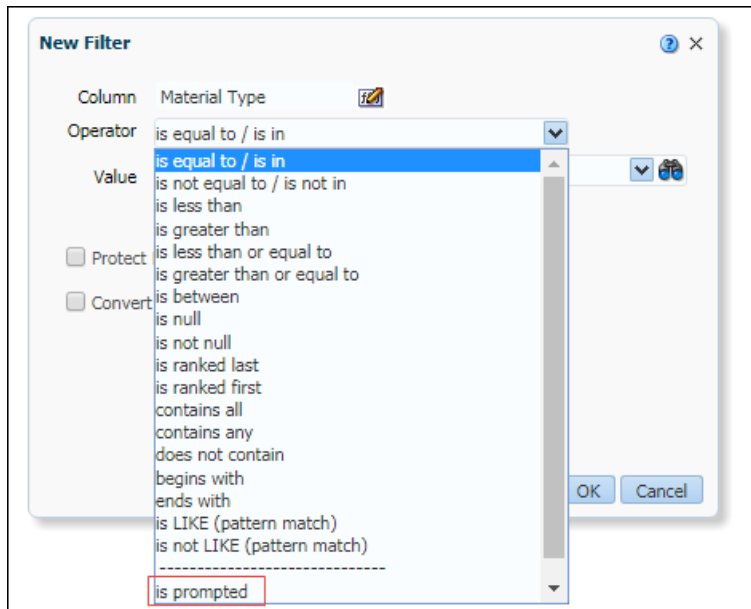 New Filter
Column Material Type
Operator is equal to / is in
is equal to / is in
Value
is not equal to / is not in
is less than
is greater than
Protect
is less than or equal to
is greater than or equal to
Convert
is between
is null
is not null
is ranked last
is ranked first
contains all
contains any
does not contain
begins with
ends with
OK Cancel
is LIKE (pattern match)
is not LIKE (pattern match)
------------------------------
is prompted